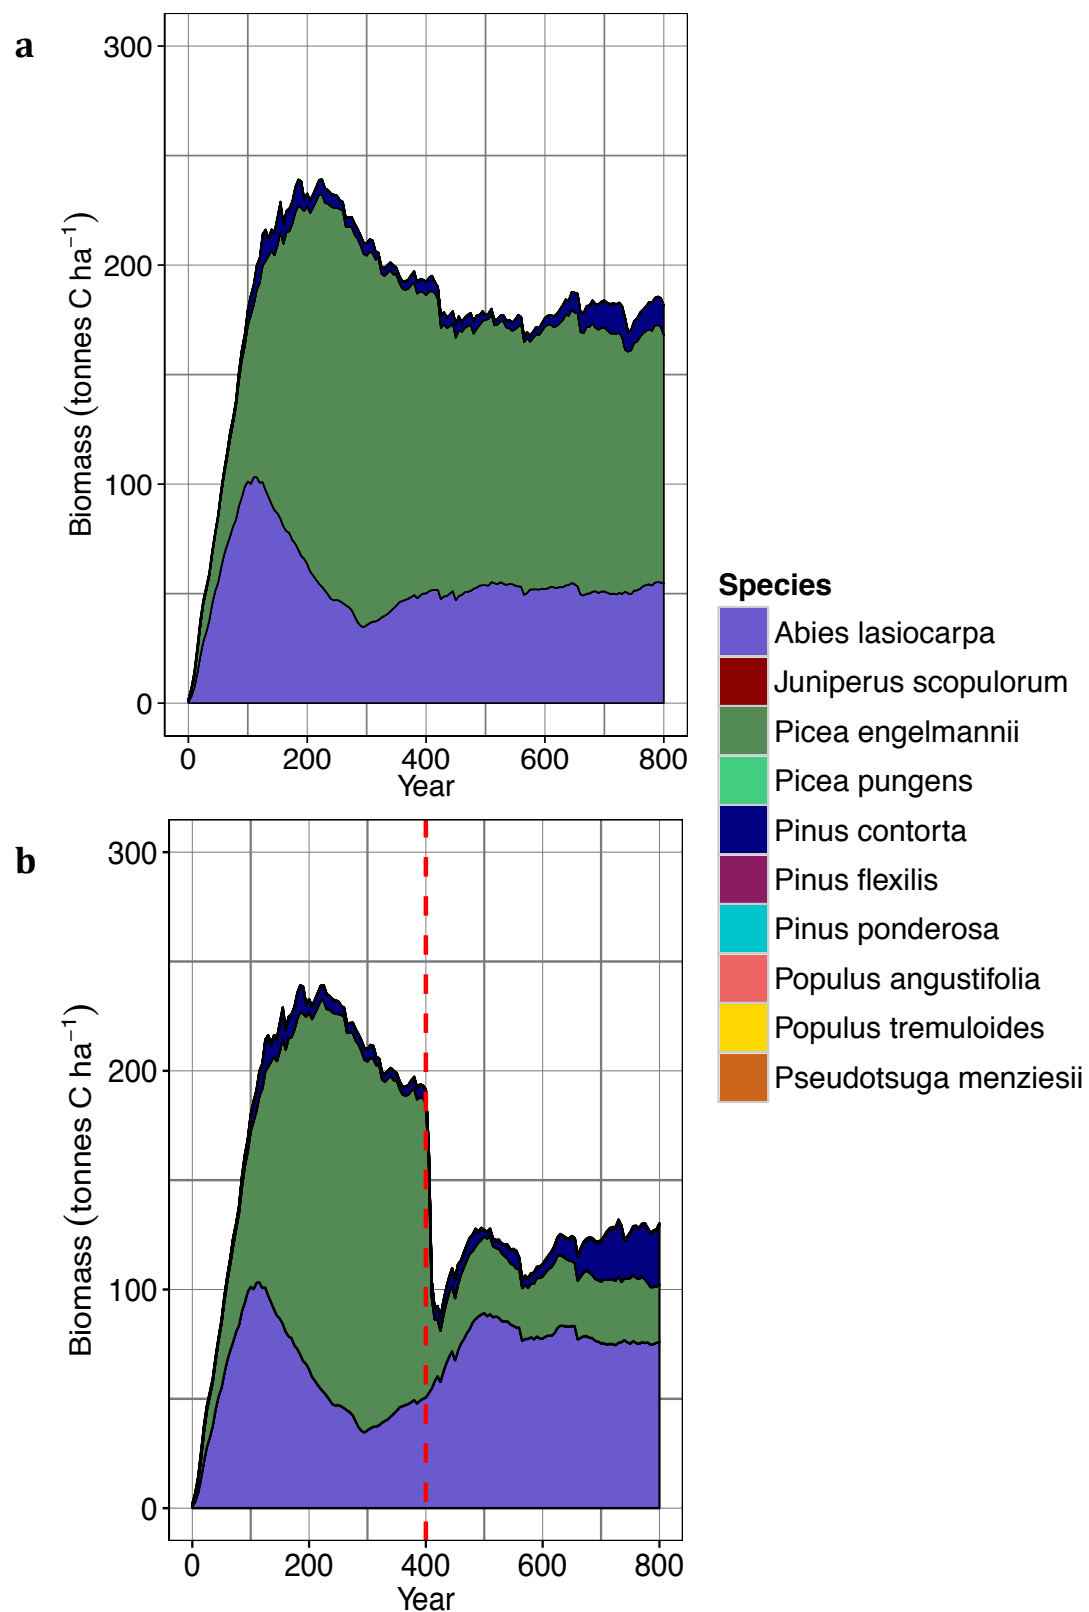 a
300
200
100
0
Biomass (tonnes C ha⁻¹)
0 200 400 600 800
Year
Species
Abies lasiocarpa
Juniperus scopulorum
Picea engelmannii
Picea pungens
Pinus contorta
Pinus flexilis
Pinus ponderosa
Populus angustifolia
Populus tremuloides
Pseudotsuga menziesii
b
300
200
100
0
Biomass (tonnes C ha⁻¹)
0 200 400 600 800
Year